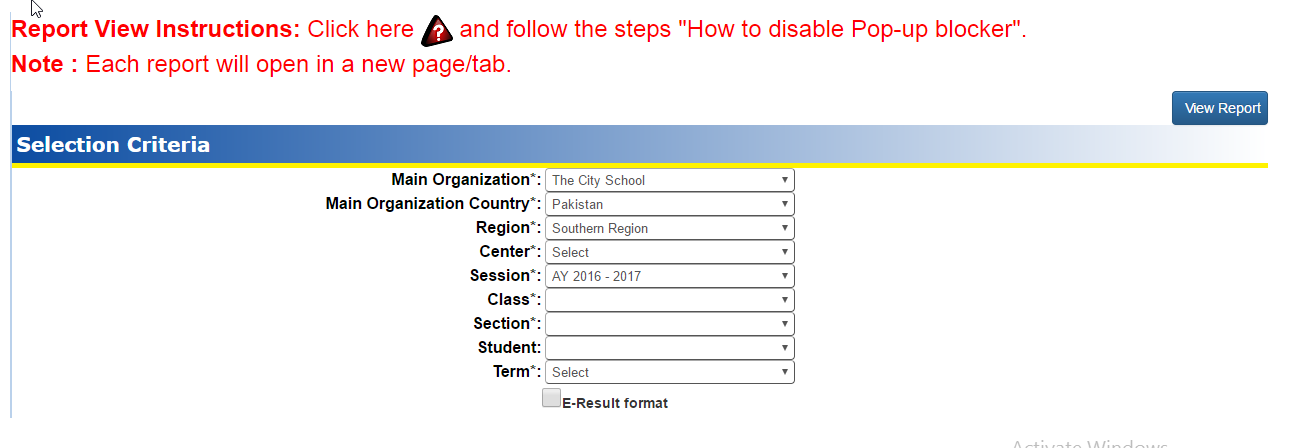 Report View Instructions: Click here ? and follow the steps "How to disable Pop-up blocker".
Note : Each report will open in a new page/tab.
View Report
Selection Criteria
Main Organization*: The City School
Main Organization Country*: Pakistan
Region*: Southern Region
Center*: Select
Session*: AY 2016 - 2017
Class*:
Section*:
Student:
Term*: Select
E-Result format
Activate Windows